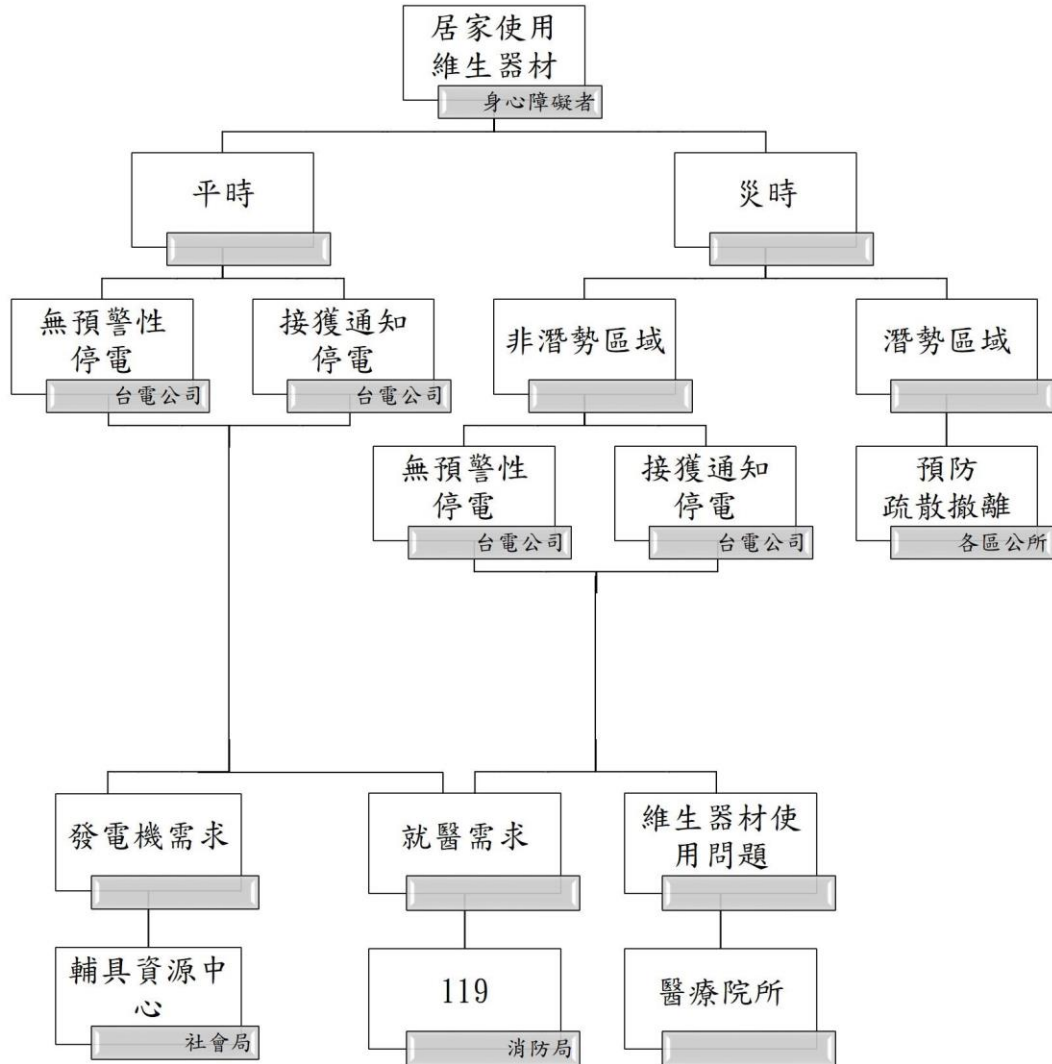 居家使用
維生器材
身心障礙者
平時
災時
無預警性
停電
台電公司
接獲通知
停電
台電公司
非潛勢區域
潛勢區域
無預警性
停電
台電公司
接獲通知
停電
台電公司
預防
疏散撤離
各區公所
發電機需求
就醫需求
維生器材使
用問題
輔具資源中
心
社會局
119
消防局
醫療院所